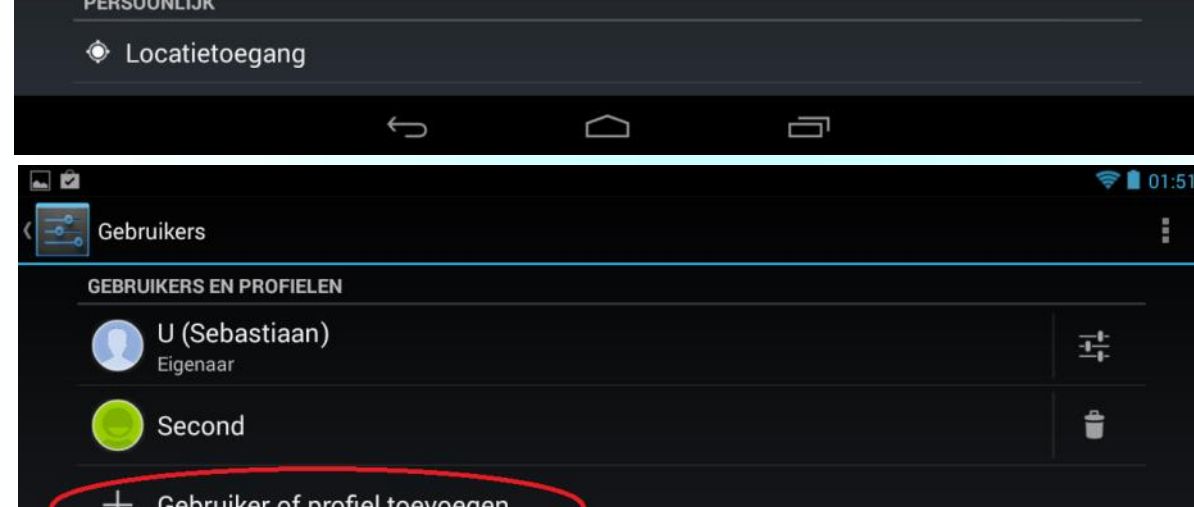 PERSOONLIJK
Locatietoegang
01:51
Gebruikers
GEBRUIKERS EN PROFIELEN
U (Sebastiaan)
Eigenaar
Second
Gebruiker of profiel toevoegen